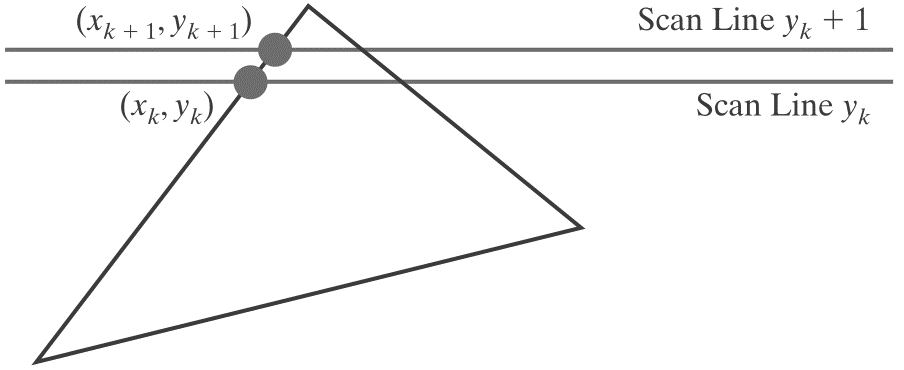 (x_{k + 1}, y_{k + 1})
Scan Line y_k + 1
(x_k, y_k)
Scan Line y_k